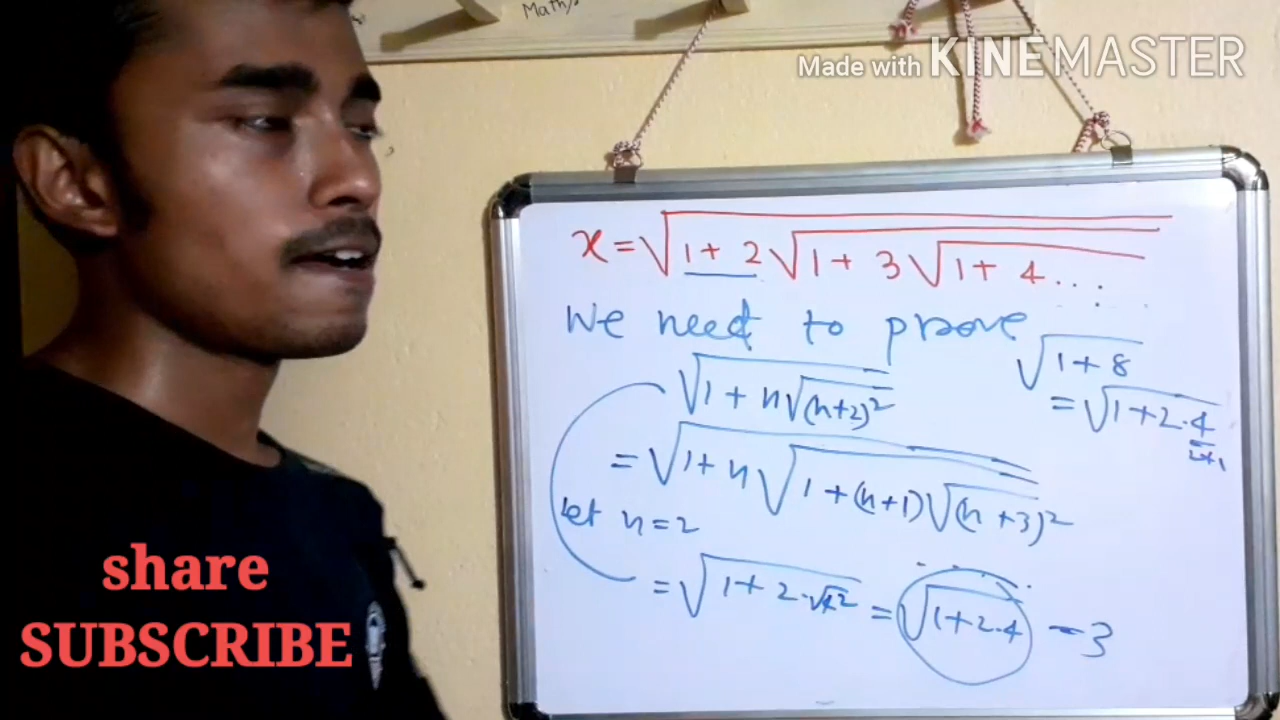 Maths
Made with KINEMASTER
x = √1 + 2√1 + 3√1 + 4....
We need to prove
√1 + n√(n+2)²
√1 + 8
= √1 + 2.4
= √1 + n√1 + (n+1)√(n+3)²
let n = 2
= √1 + 2.√4² = √1 + 2.4 = 3
share
SUBSCRIBE